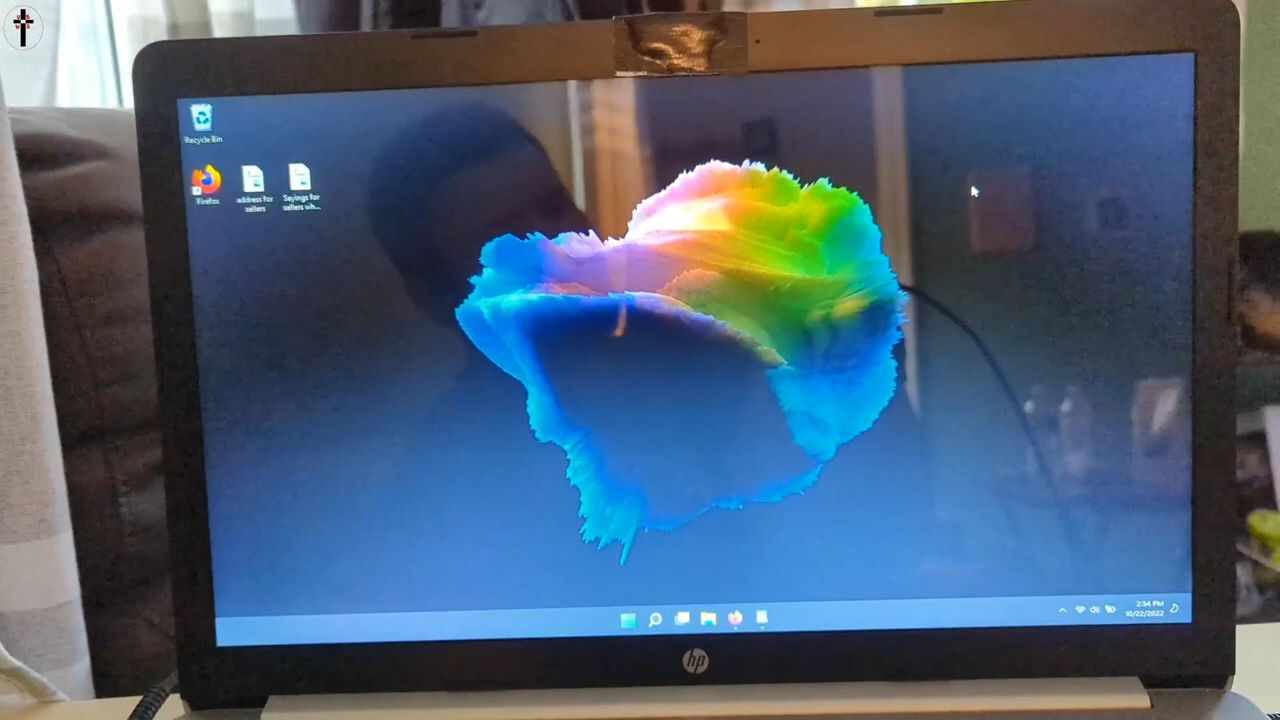 Recycle Bin
Firefox
address for
sellers
Sayings for
sellers wh...
2:34 PM
10/22/2022
hp